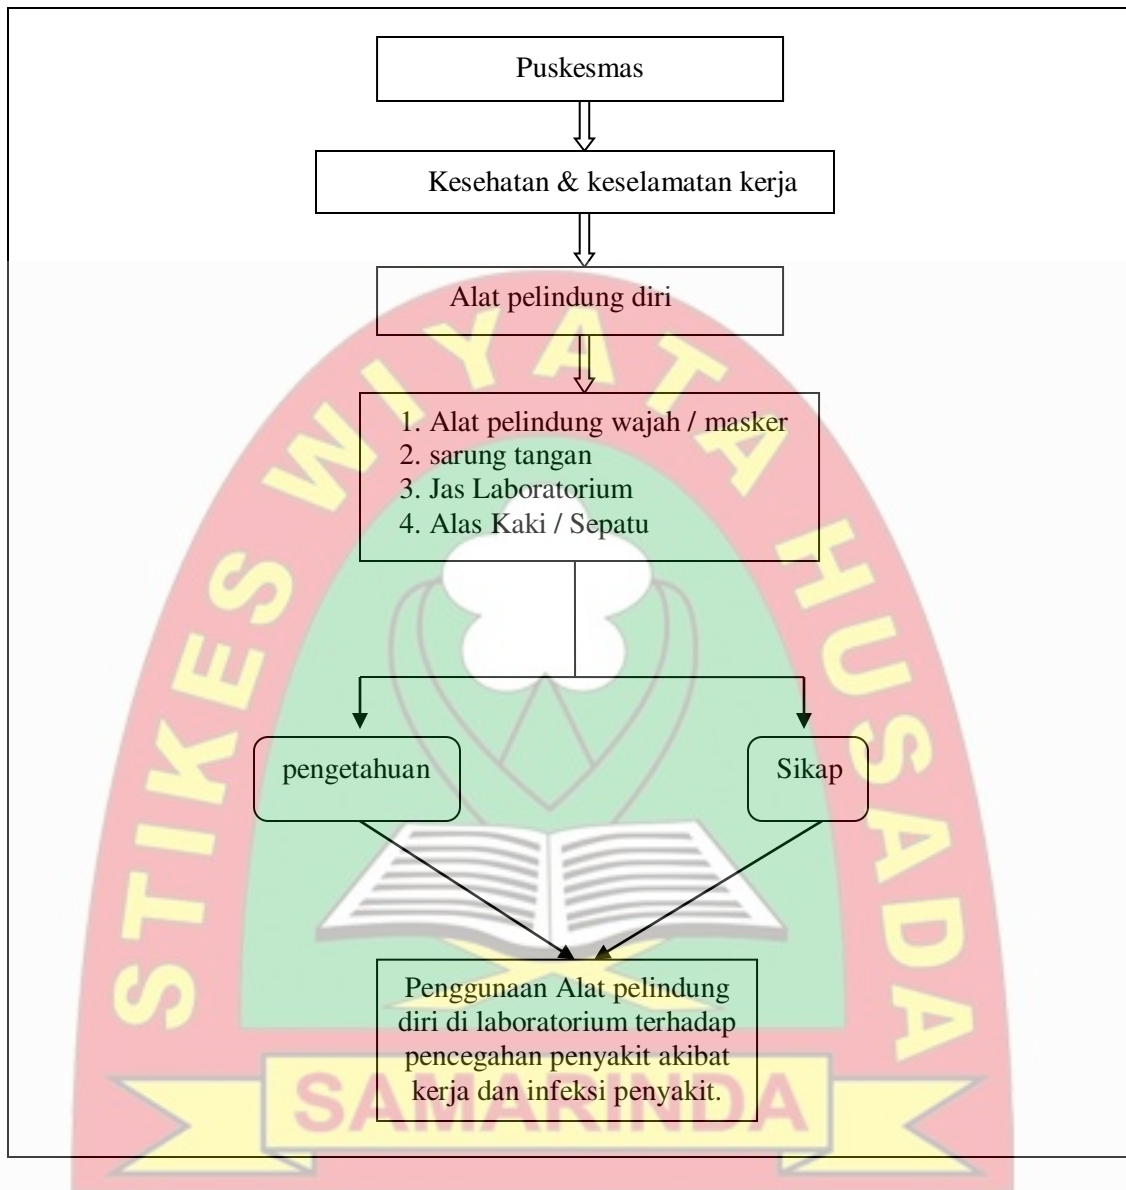 Puskesmas
Kesehatan & keselamatan kerja
Alat pelindung diri
1. Alat pelindung wajah / masker
2. sarung tangan
3. Jas Laboratorium
4. Alas Kaki / Sepatu
pengetahuan
Sikap
Penggunaan Alat pelindung
diri di laboratorium terhadap
pencegahan penyakit akibat
kerja dan infeksi penyakit.
STIKES WIYATA HUSADA
SAMARINDA